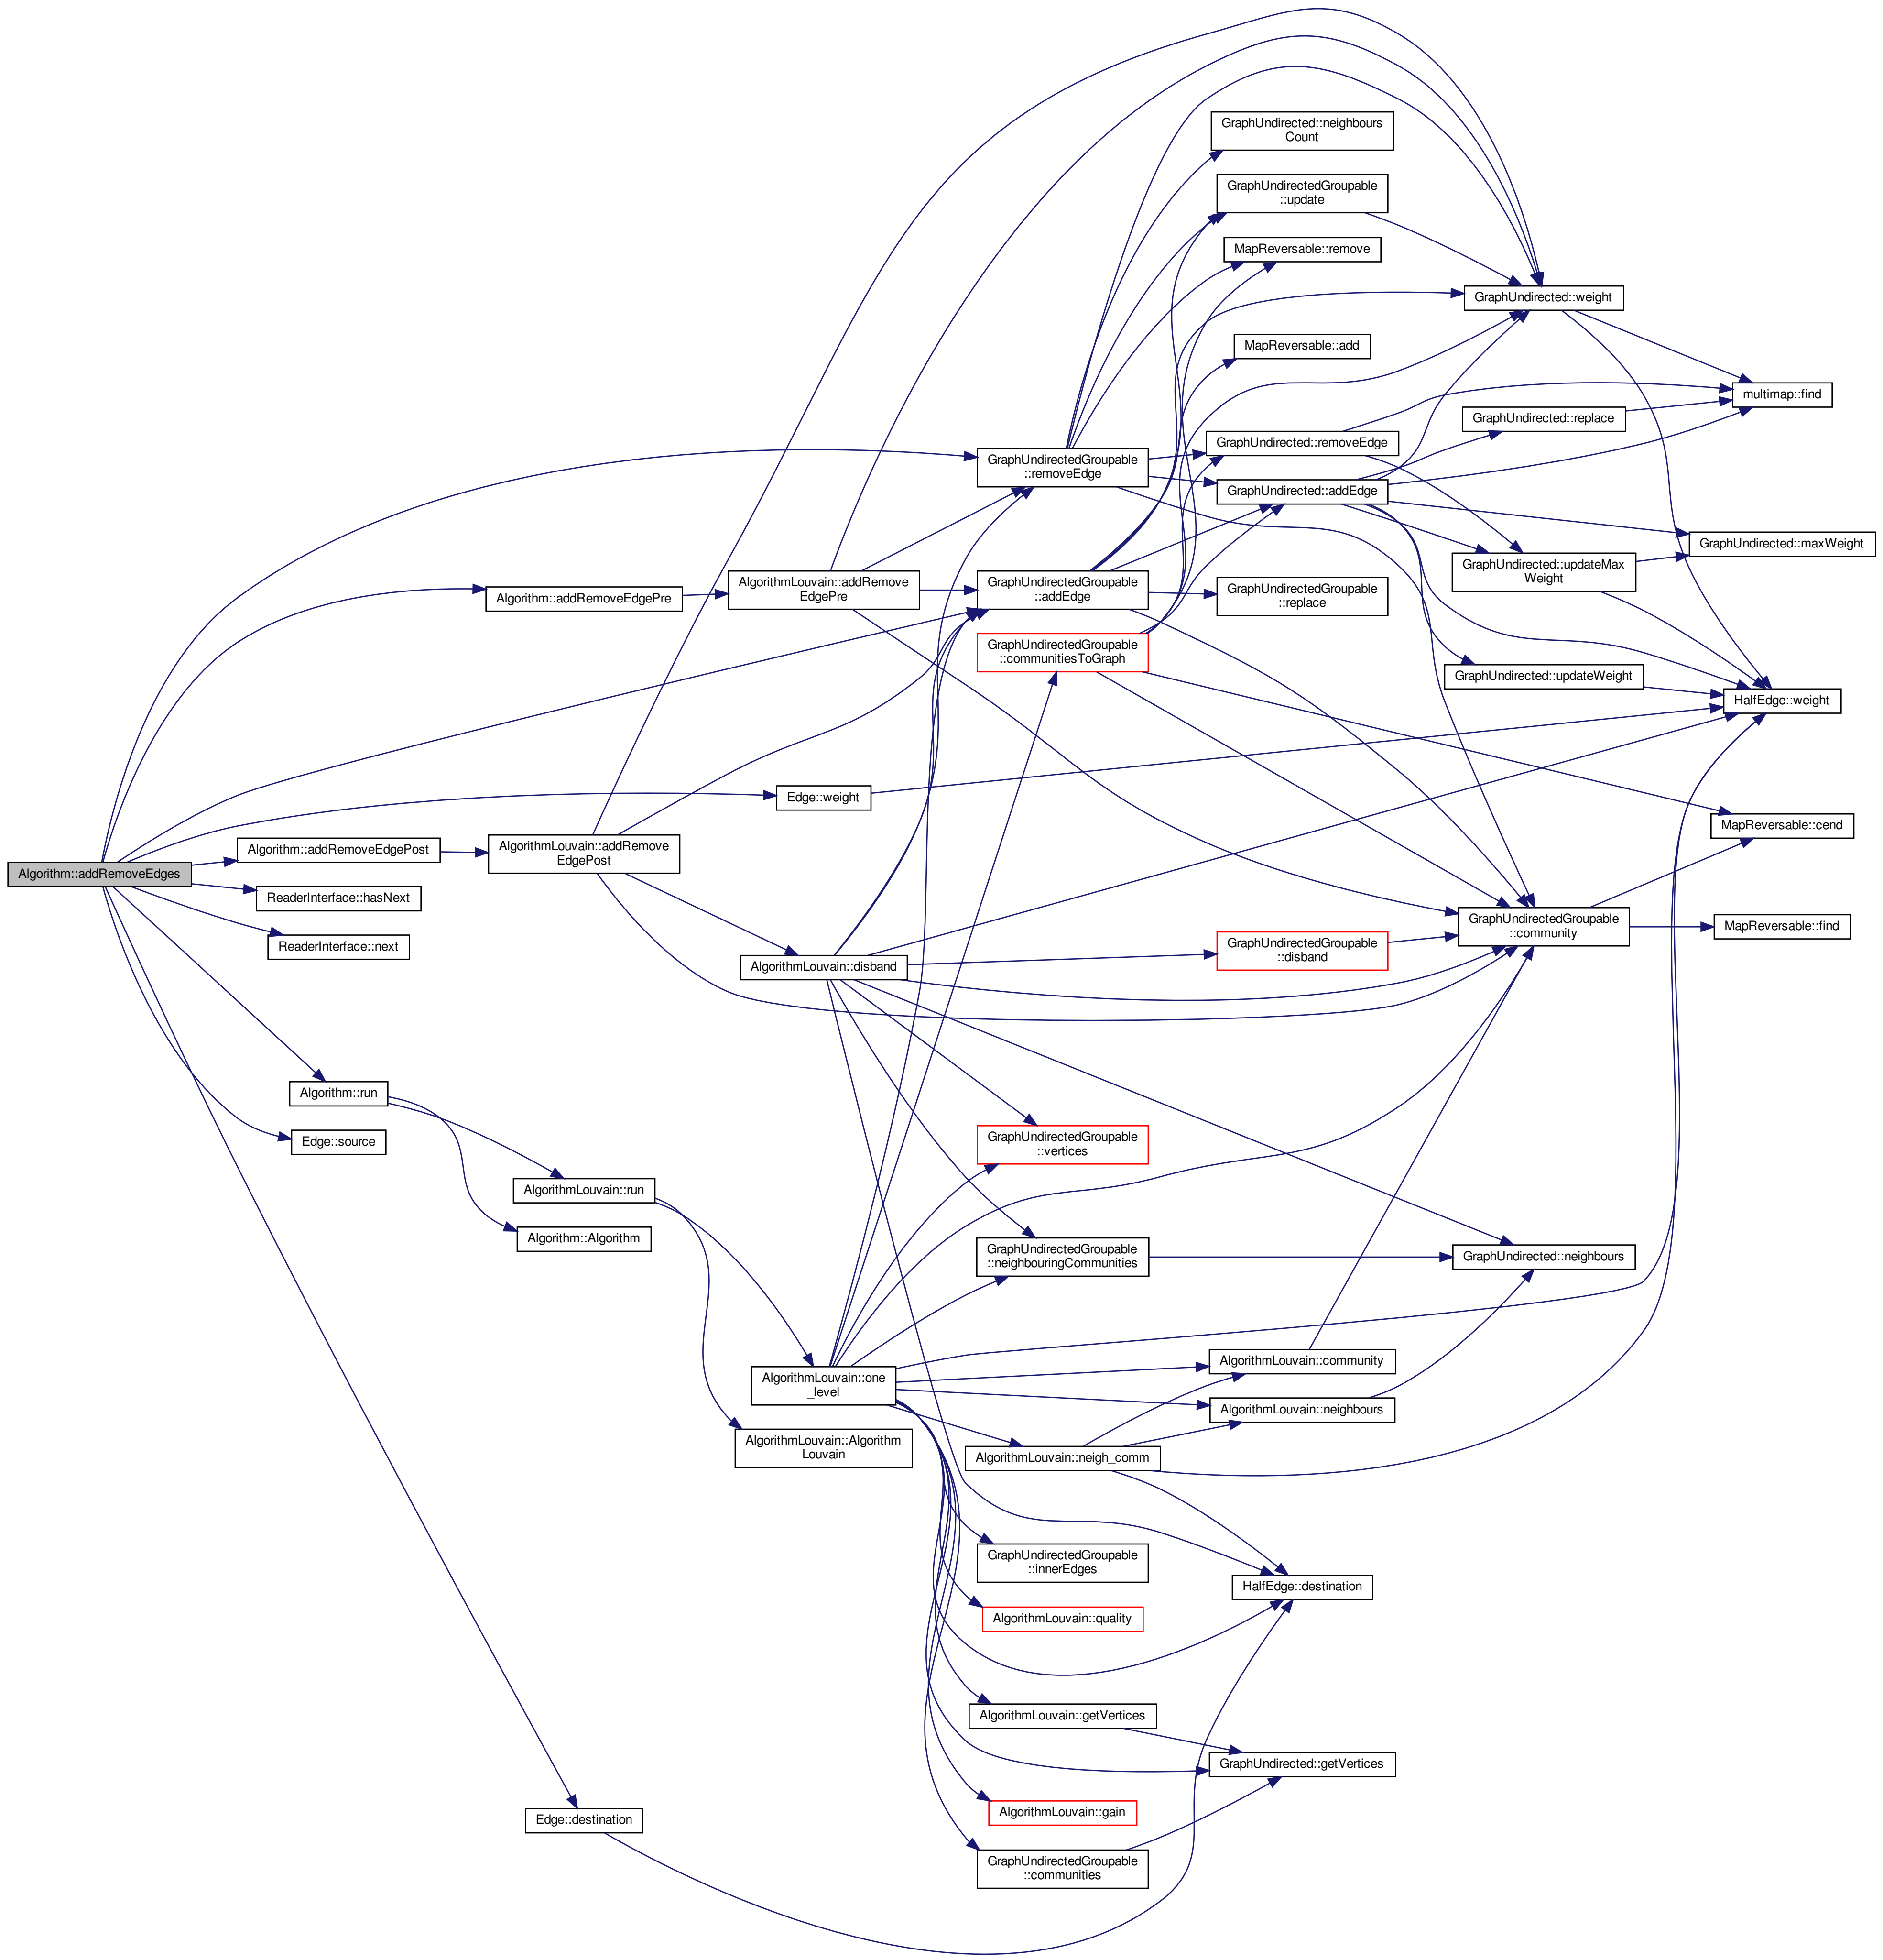 GraphUndirected::neighbours
Count
GraphUndirectedGroupable
::update
MapReversable::remove
GraphUndirected::weight
MapReversable::add
multimap::find
GraphUndirected::replace
GraphUndirected::removeEdge
GraphUndirectedGroupable
::removeEdge
GraphUndirected::addEdge
GraphUndirected::maxWeight
GraphUndirected::updateMax
Weight
Algorithm::addRemoveEdgePre
AlgorithmLouvain::addRemove
EdgePre
GraphUndirectedGroupable
::addEdge
GraphUndirectedGroupable
::replace
GraphUndirectedGroupable
::communitiesToGraph
GraphUndirected::updateWeight
HalfEdge::weight
Edge::weight
MapReversable::cend
Algorithm::addRemoveEdgePost
AlgorithmLouvain::addRemove
EdgePost
Algorithm::addRemoveEdges
ReaderInterface::hasNext
GraphUndirectedGroupable
::community
MapReversable::find
ReaderInterface::next
GraphUndirectedGroupable
::disband
AlgorithmLouvain::disband
Algorithm::run
Edge::source
GraphUndirectedGroupable
::vertices
AlgorithmLouvain::run
Algorithm::Algorithm
GraphUndirectedGroupable
::neighbouringCommunities
GraphUndirected::neighbours
AlgorithmLouvain::community
AlgorithmLouvain::one
_level
AlgorithmLouvain::neighbours
AlgorithmLouvain::Algorithm
Louvain
AlgorithmLouvain::neigh_comm
GraphUndirectedGroupable
::innerEdges
HalfEdge::destination
AlgorithmLouvain::quality
AlgorithmLouvain::getVertices
GraphUndirected::getVertices
AlgorithmLouvain::gain
Edge::destination
GraphUndirectedGroupable
::communities